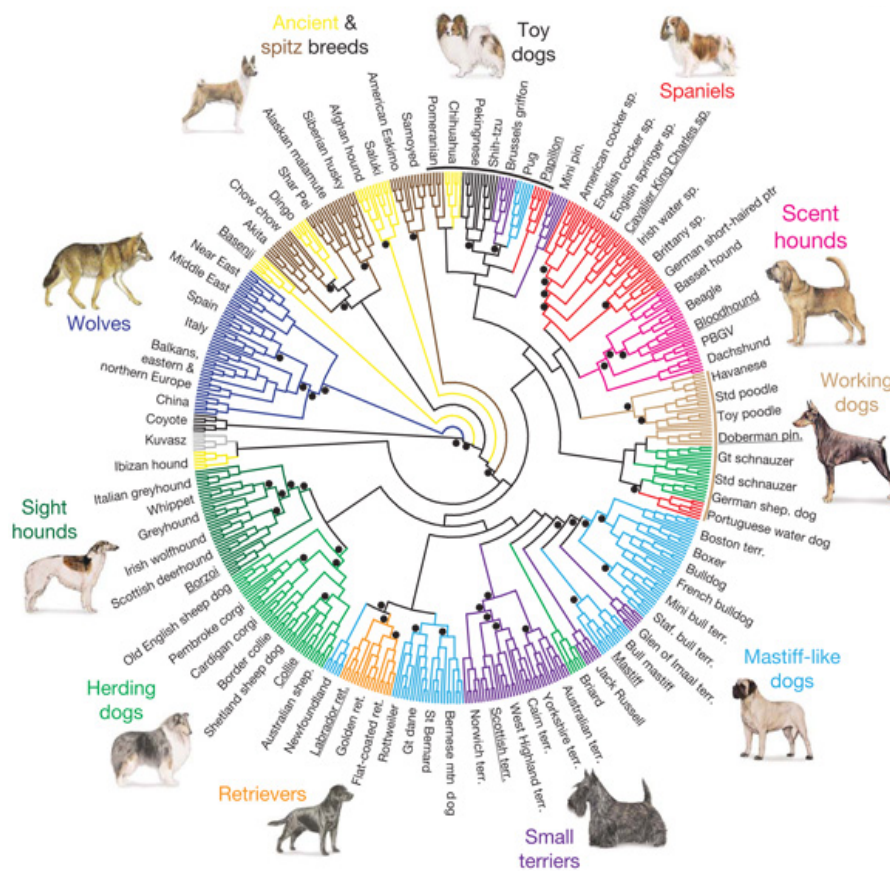 Ancient &
spitz breeds
Toy
dogs
Spaniels
Scent
hounds
Working
dogs
Mastiff-like
dogs
Small
terriers
Retrievers
Herding
dogs
Sight
hounds
Wolves
Coyote
China
Balkans,
eastern &
northern Europe
Italy
Spain
Middle East
Near East
Basenji
Akita
Chow chow
Dingo
Shar Pei
Alaskan malamute
Siberian husky
Afghan hound
Saluki
American Eskimo
Samoyed
Pomeranian
Chihuahua
Pekingnese
Shih-tzu
Brussels griffon
Pug
Papillon
Mini pin.
American cocker sp.
English cocker sp.
English springer sp.
Cavalier King Charles sp.
Irish water sp.
Brittany sp.
German short-haired ptr
Basset hound
Beagle
Bloodhound
PBGV
Dachshund
Havanese
Std poodle
Toy poodle
Doberman pin.
Gt schnauzer
Std schnauzer
German shep. dog
Portuguese water dog
Boston terr.
Boxer
Bulldog
French bulldog
Mini bull terr.
Staf. bull terr.
Glen of Imaal terr.
Bull mastiff
Mastiff
Jack Russell
Briard
Australian terr.
Yorkshire terr.
Cairn terr.
West Highland terr.
Scottish terr.
Norwich terr.
Bernese mtn dog
St Bernard
Gt dane
Rottweiler
Flat-coated ret.
Golden ret.
Labrador ret.
Newfoundland
Australian shep.
Collie
Shetland sheep dog
Border collie
Cardigan corgi
Pembroke corgi
Old English sheep dog
Borzoi
Scottish deerhound
Irish wolfhound
Greyhound
Whippet
Italian greyhound
Ibizan hound
Kuvasz